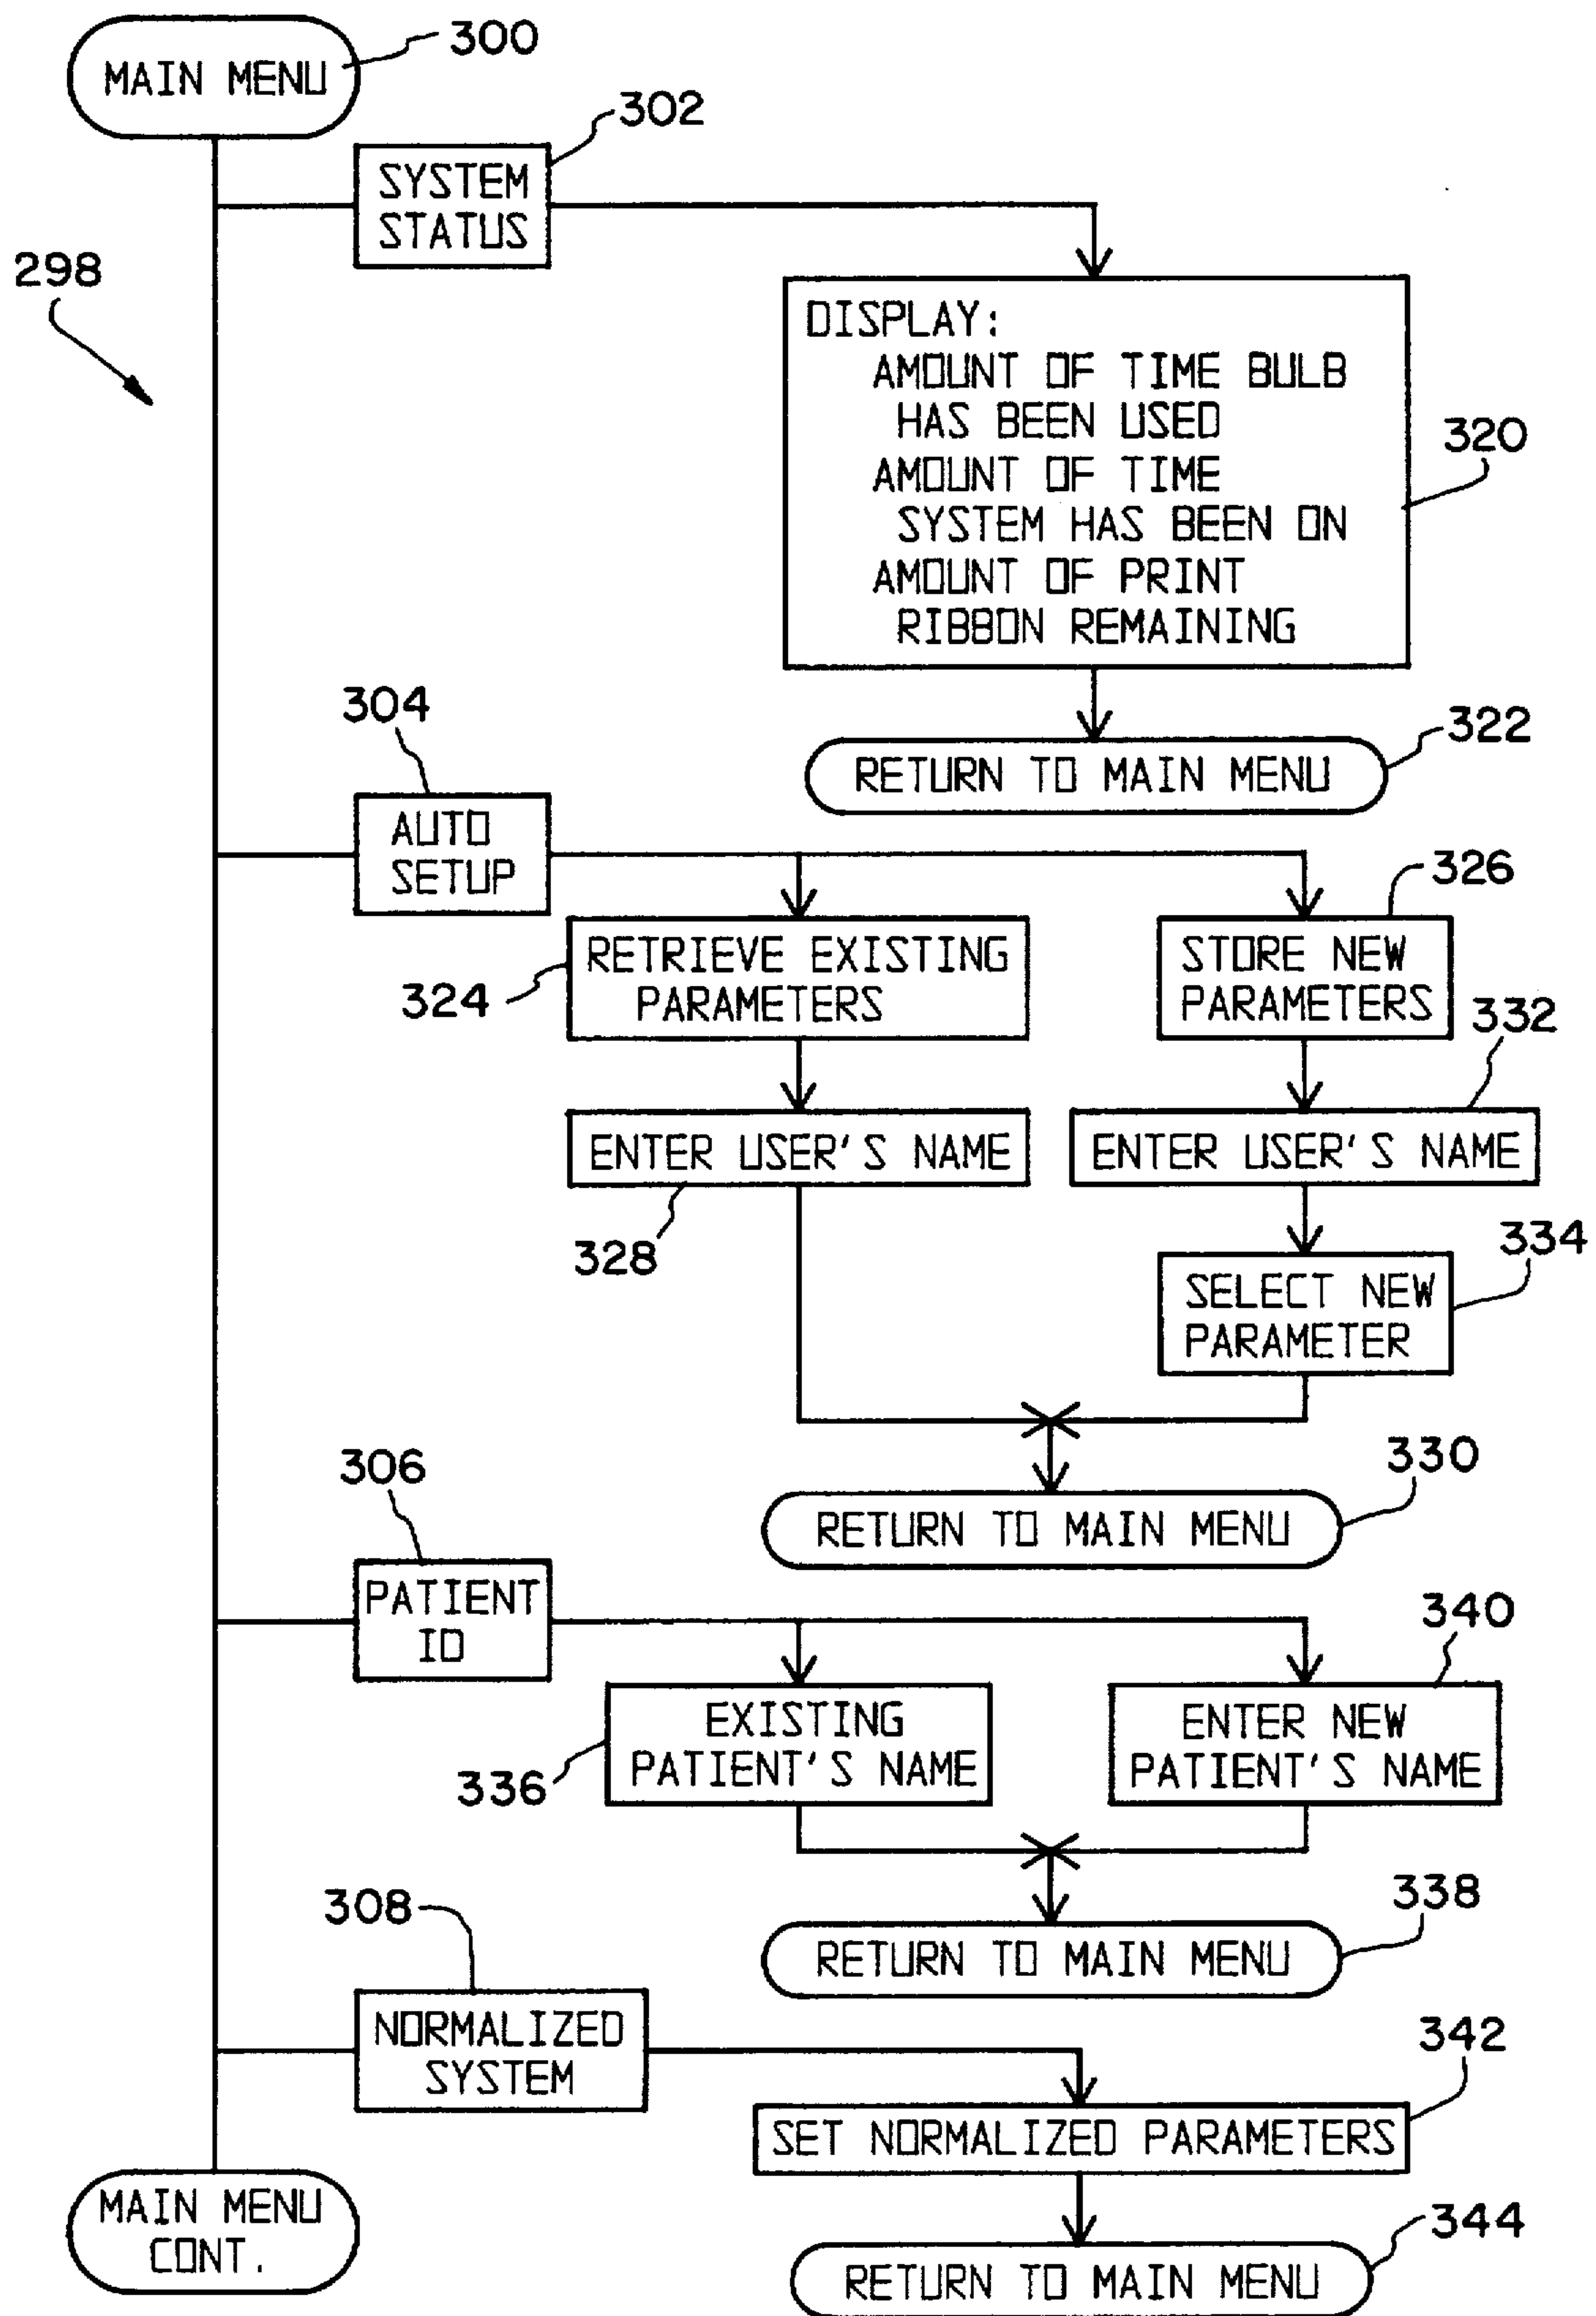 MAIN MENU
300
302
SYSTEM
STATUS
298
DISPLAY:
AMOUNT OF TIME BULB
HAS BEEN USED
AMOUNT OF TIME
SYSTEM HAS BEEN ON
AMOUNT OF PRINT
RIBBON REMAINING
320
RETURN TO MAIN MENU
322
304
AUTO
SETUP
RETRIEVE EXISTING
PARAMETERS
324
STORE NEW
PARAMETERS
326
ENTER USER'S NAME
328
ENTER USER'S NAME
332
SELECT NEW
PARAMETER
334
RETURN TO MAIN MENU
330
306
PATIENT
ID
EXISTING
PATIENT'S NAME
336
ENTER NEW
PATIENT'S NAME
340
RETURN TO MAIN MENU
338
308
NORMALIZED
SYSTEM
SET NORMALIZED PARAMETERS
342
RETURN TO MAIN MENU
344
MAIN MENU
CONT.